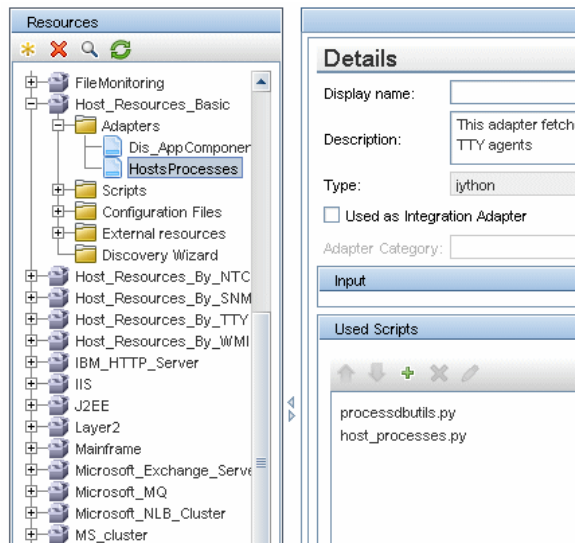 Resources
FileMonitoring
Host_Resources_Basic
Adapters
Dis_AppComponen
HostsProcesses
Scripts
Configuration Files
External resources
Discovery Wizard
Host_Resources_By_NTC
Host_Resources_By_SNM
Host_Resources_By_TTY
Host_Resources_By_WMI
IBM_HTTP_Server
IIS
J2EE
Layer2
Mainframe
Microsoft_Exchange_Serve
Microsoft_MQ
Microsoft_NLB_Cluster
MS_cluster
Details
Display name:
Description:
This adapter fetch
TTY agents
Type:
jython
Used as Integration Adapter
Adapter Category:
Input
Used Scripts
processdbutils.py
host_processes.py